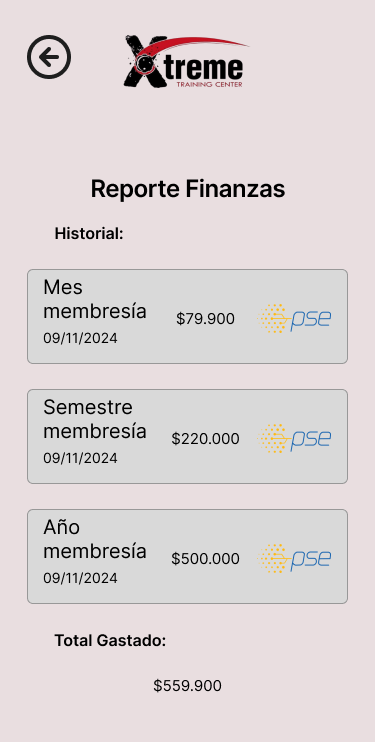 Xtreme
TRAINING CENTER
Reporte Finanzas
Historial:
Mes
membresía
09/11/2024
$79.900
pse
Semestre
membresía
09/11/2024
$220.000
pse
Año
membresía
09/11/2024
$500.000
pse
Total Gastado:
$559.900